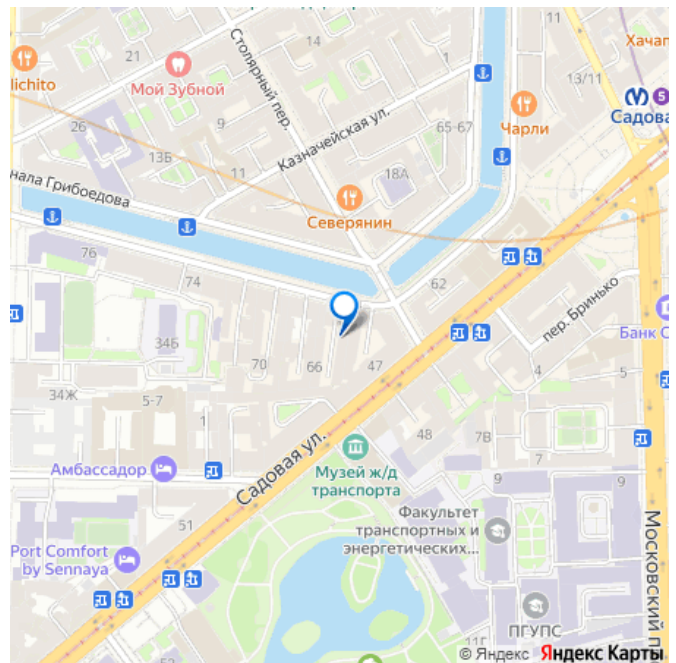 14
21
1
Хачап
lichito
Мой Зубной
Столярный пер.
13/11
5
Садова
Чарли
26
65-67
Казначейская ул.
13Б
9
11
18А
нала Грибоедова
Северянин
76
74
62
пер. Бринько
Банк С
34Б
70
66
47
4
5
34Ж
5-7
1
48
7В
7
9
9
Амбассадор
Садовая ул.
Музей ж/д
транспорта
51
Факультет
транспортных и
энергетических...
Port Comfort
by Sennaya
Московский п
ПГУПС
11Г
© Яндекс Яндекс Карты